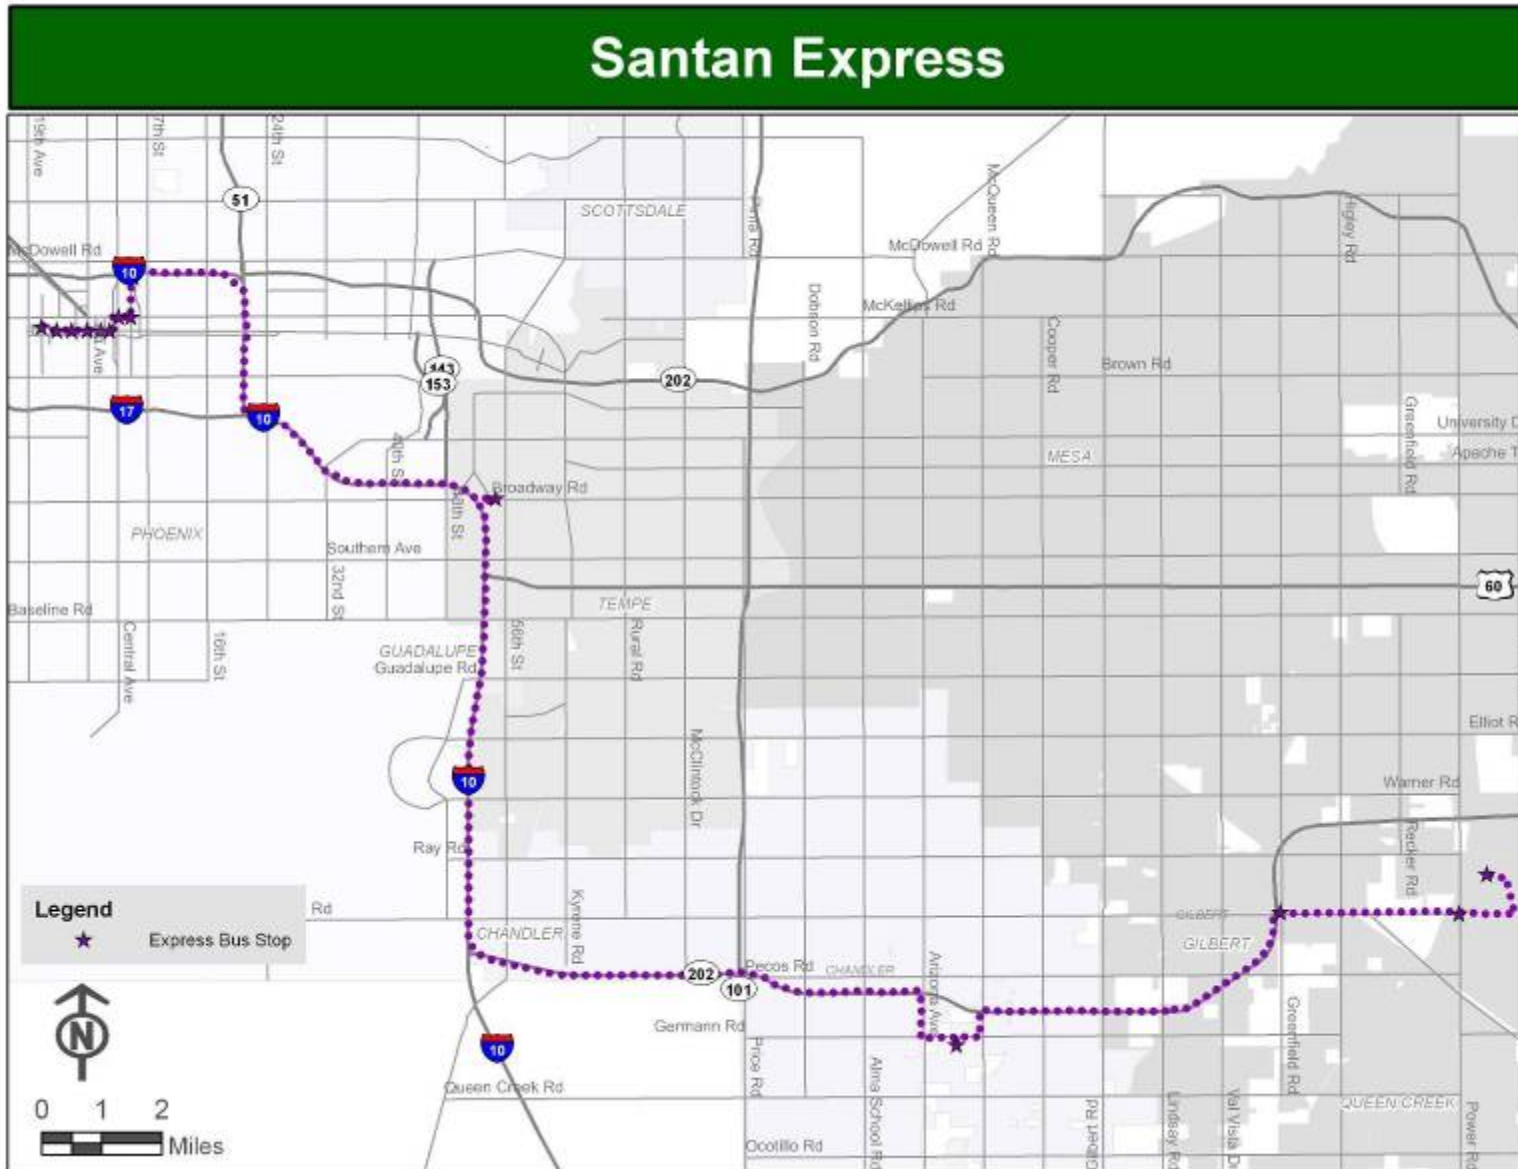 Santan Express
19th Ave
7th St
24th St
51
SCOTTSDALE
Pima Rd
McQueen Rd
Higley Rd
McDowell Rd
McDowell Rd
10
Dobson Rd
McKellips Rd
Cooper Rd
Brown Rd
143
153
202
17
10
Greenfield Rd
University D
Apache T
MESA
40th St
48th St
Broadway Rd
PHOENIX
Southern Ave
32nd St
60
Baseline Rd
TEMPE
Central Ave
16th St
GUADALUPE
Guadalupe Rd
56th St
Rural Rd
Elliot R
McClintock Dr
10
Warner Rd
Ray Rd
Recker Rd
Legend
Express Bus Stop
Rd
Kyrene Rd
CHANDLER
GILBERT
GILBERT
202
101
Pecos Rd
CHANDLER
Arizona Ave
N
10
Germann Rd
Price Rd
Alma School Rd
Greenfield Rd
Queen Creek Rd
Gilbert Rd
Lindsay Rd
Val Vista D
QUEEN CREEK
Power R
0 1 2
Miles
Ocotillo Rd